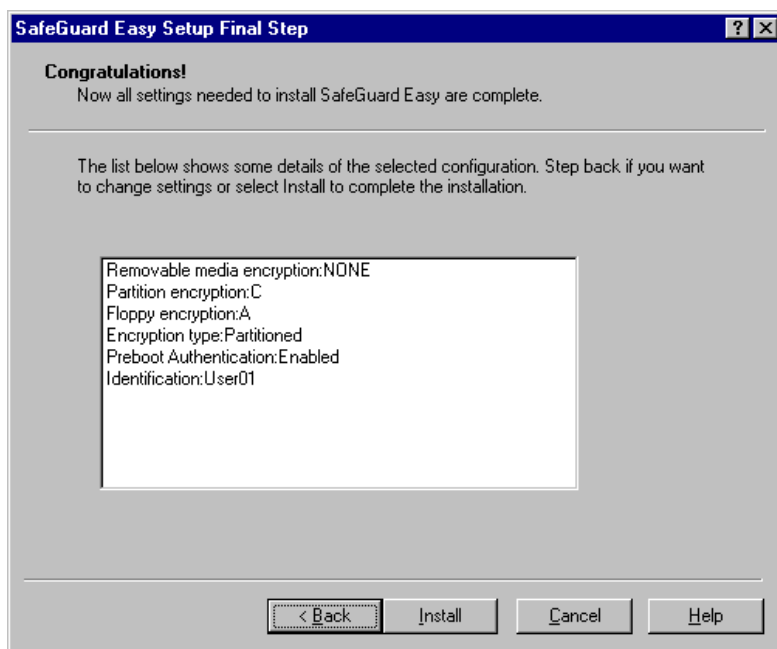 SafeGuard Easy Setup Final Step
Congratulations!
Now all settings needed to install SafeGuard Easy are complete.
The list below shows some details of the selected configuration. Step back if you want
to change settings or select Install to complete the installation.
Removable media encryption:NONE
Partition encryption:C
Floppy encryption:A
Encryption type:Partitioned
Preboot Authentication:Enabled
Identification:User01
< Back
Install
Cancel
Help